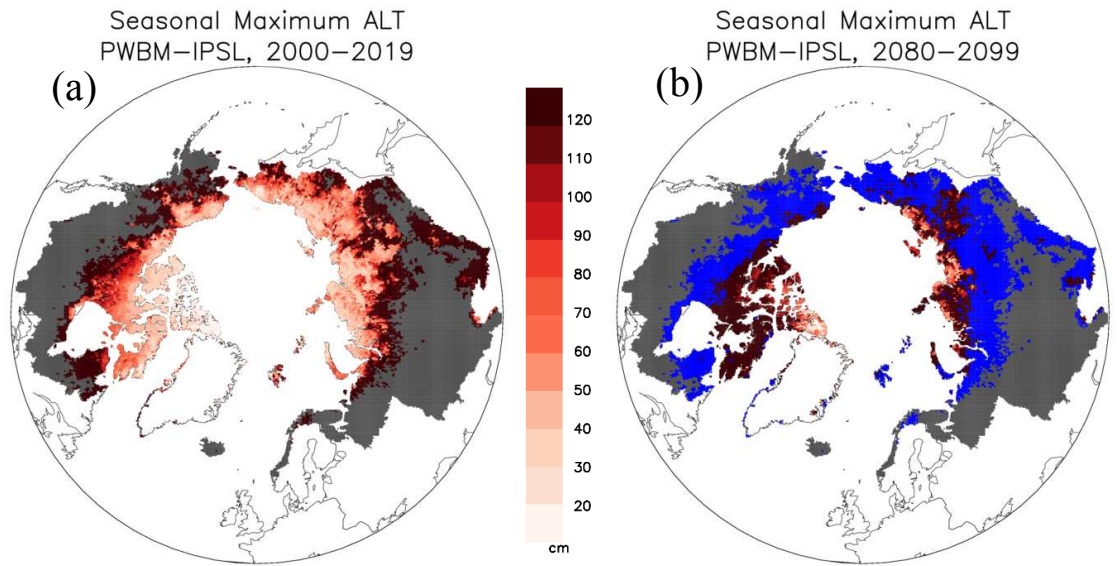 Seasonal Maximum ALT
PWBM-IPSL, 2000-2019
(a)
120
110
100
90
80
70
60
50
40
30
20
cm
Seasonal Maximum ALT
PWBM-IPSL, 2080-2099
(b)